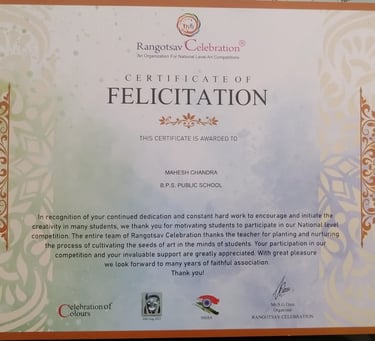 Rangotsav Celebration®
An Organization For National Level Art Competitions
CERTIFICATE OF
FELICITATION
THIS CERTIFICATE IS AWARDED TO
MAHESH CHANDRA
B.P.S. PUBLIC SCHOOL
In recognition of your continued dedication and constant hard work to encourage and initiate the
creativity in many students, we thank you for motivating students to participate in our National level
competition. The entire team of Rangotsav Celebration thanks the teacher for planting and nurturing
the process of cultivating the seeds of art in the minds of students. Your participation in our
competition and your invaluable support are greatly appreciated. With great pleasure
we look forward to many years of faithful association.
Thank you!
Celebration of
Colours
Organizer
RANGOTSAV CELEBRATION